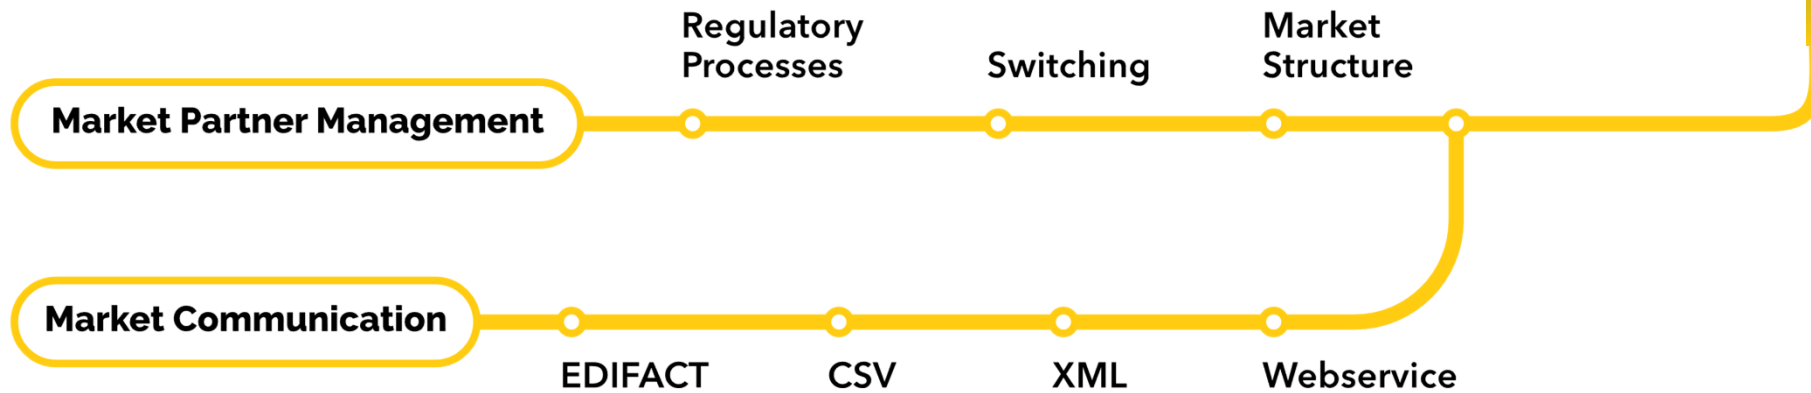 Regulatory
Processes
Switching
Market
Structure
Market Partner Management
Market Communication
EDIFACT
CSV
XML
Webservice